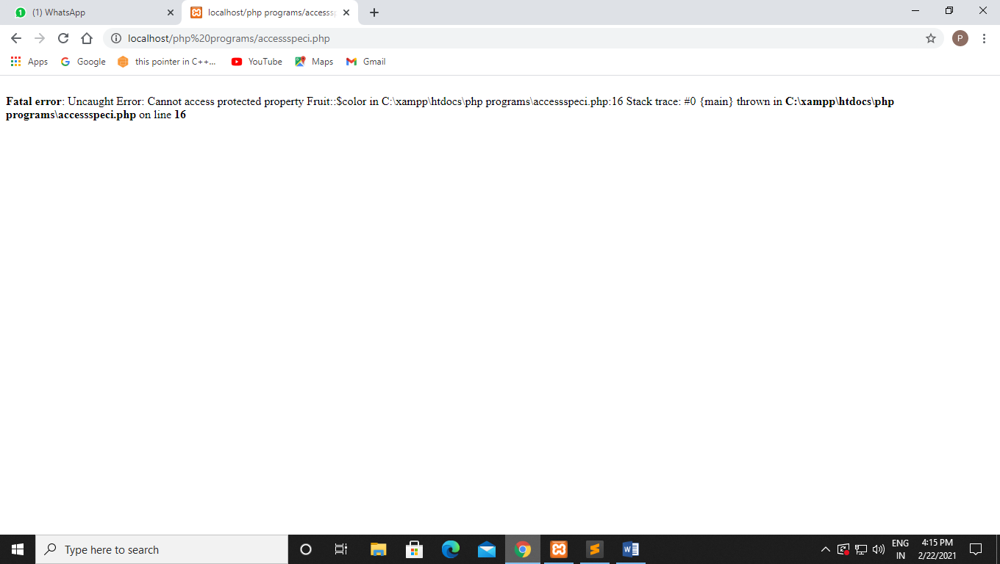 (1) WhatsApp
localhost/php programs/accesssp
localhost/php%20programs/accessspeci.php
P
Apps
Google
this pointer in C++...
YouTube
Maps
Gmail
Fatal error: Uncaught Error: Cannot access protected property Fruit::$color in C:\xampp\htdocs\php programs\accessspeci.php:16 Stack trace: #0 {main} thrown in C:\xampp\htdocs\php
programs\accessspeci.php on line 16
Type here to search
ENG
IN
4:15 PM
2/22/2021